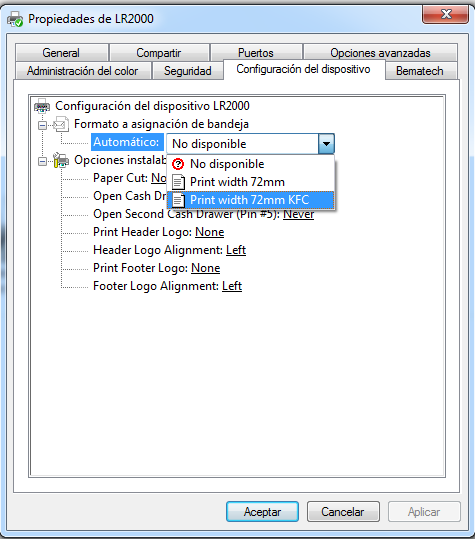 Propiedades de LR2000
General
Compartir
Puertos
Opciones avanzadas
Administración del color
Seguridad
Configuración del dispositivo
Bematech
Configuración del dispositivo LR2000
Formato a asignación de bandeja
Automático: No disponible
No disponible
Print width 72mm
Print width 72mm KFC
Opciones instalab
Paper Cut: No
Open Cash Dr
Open Second Cash Drawer (Pin #5): Never
Print Header Logo: None
Header Logo Alignment: Left
Print Footer Logo: None
Footer Logo Alignment: Left
Aceptar
Cancelar
Aplicar